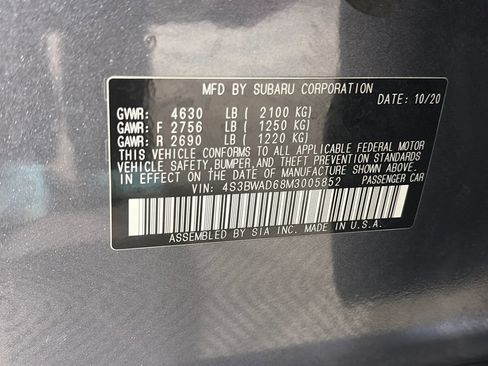 MFD BY SUBARU CORPORATION
DATE: 10/20
GVWR: 4630 LB ( 2100 KG)
GAWR: F 2756 LB ( 1250 KG)
GAWR: R 2690 LB ( 1220 KG)
THIS VEHICLE CONFORMS TO ALL APPLICABLE FEDERAL MOTOR
VEHICLE SAFETY, BUMPER, AND THEFT PREVENTION STANDARDS
IN EFFECT ON THE DATE OF MANUFACTURE SHOWN ABOVE.
VIN: 4S3BWAD68M3005852 PASSENGER CAR
ASSEMBLED BY SIA INC. MADE IN U.S.A.